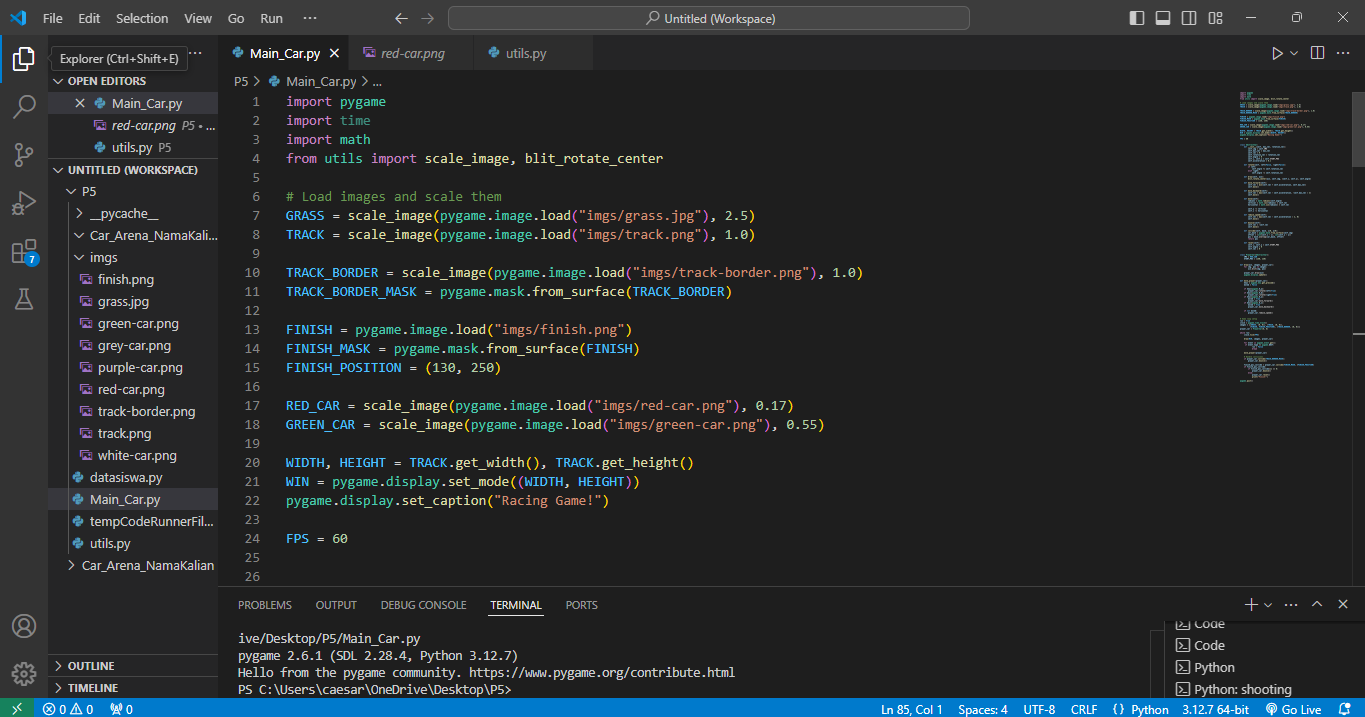 File Edit Selection View Go Run ··· Untitled (Workspace)
Explorer (Ctrl+Shift+E) ···
OPEN EDITORS
Main_Car.py
red-car.png P5 • ...
utils.py P5
UNTITLED (WORKSPACE)
P5
__pycache__
Car_Arena_NamaKali...
imgs
finish.png
grass.jpg
green-car.png
grey-car.png
purple-car.png
red-car.png
track-border.png
track.png
white-car.png
datasiswa.py
Main_Car.py
tempCodeRunnerFil...
utils.py
Car_Arena_NamaKalian
OUTLINE
TIMELINE
7
Main_Car.py red-car.png utils.py
P5 > Main_Car.py > ...
1 import pygame
2 import time
3 import math
4 from utils import scale_image, blit_rotate_center
5
6 # Load images and scale them
7 GRASS = scale_image(pygame.image.load("imgs/grass.jpg"), 2.5)
8 TRACK = scale_image(pygame.image.load("imgs/track.png"), 1.0)
9
10 TRACK_BORDER = scale_image(pygame.image.load("imgs/track-border.png"), 1.0)
11 TRACK_BORDER_MASK = pygame.mask.from_surface(TRACK_BORDER)
12
13 FINISH = pygame.image.load("imgs/finish.png")
14 FINISH_MASK = pygame.mask.from_surface(FINISH)
15 FINISH_POSITION = (130, 250)
16
17 RED_CAR = scale_image(pygame.image.load("imgs/red-car.png"), 0.17)
18 GREEN_CAR = scale_image(pygame.image.load("imgs/green-car.png"), 0.55)
19
20 WIDTH, HEIGHT = TRACK.get_width(), TRACK.get_height()
21 WIN = pygame.display.set_mode((WIDTH, HEIGHT))
22 pygame.display.set_caption("Racing Game!")
23
24 FPS = 60
25
26
PROBLEMS OUTPUT DEBUG CONSOLE TERMINAL PORTS
ive/Desktop/P5/Main_Car.py
pygame 2.6.1 (SDL 2.28.4, Python 3.12.7)
Hello from the pygame community. https://www.pygame.org/contribute.html
PS C:\Users\caesar\OneDrive\Desktop\P5>
Code
Code
Python
Python: shooting
0 0 0 Ln 85, Col 1 Spaces: 4 UTF-8 CRLF {} Python 3.12.7 64-bit Go Live